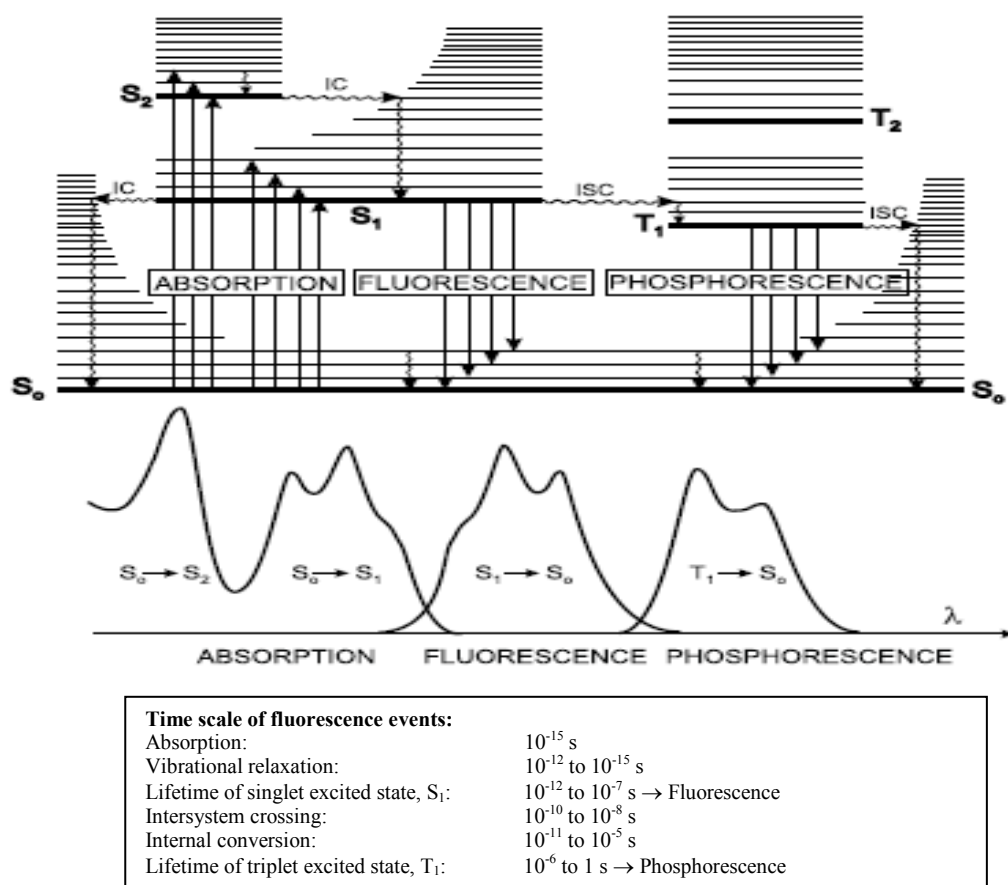 IC
S₂
T₂
IC
ISC
S₁
T₁
ISC
ABSORPTION FLUORESCENCE PHOSPHORESCENCE
Sₒ Sₒ
Sₒ → S₂ Sₒ → S₁ S₁ → Sₒ T₁ → Sₒ
λ
ABSORPTION FLUORESCENCE PHOSPHORESCENCE
Time scale of fluorescence events:
Absorption: 10⁻¹⁵ s
Vibrational relaxation: 10⁻¹² to 10⁻¹⁵ s
Lifetime of singlet excited state, S₁: 10⁻¹² to 10⁻⁷ s → Fluorescence
Intersystem crossing: 10⁻¹⁰ to 10⁻⁸ s
Internal conversion: 10⁻¹¹ to 10⁻⁵ s
Lifetime of triplet excited state, T₁: 10⁻⁶ to 1 s → Phosphorescence